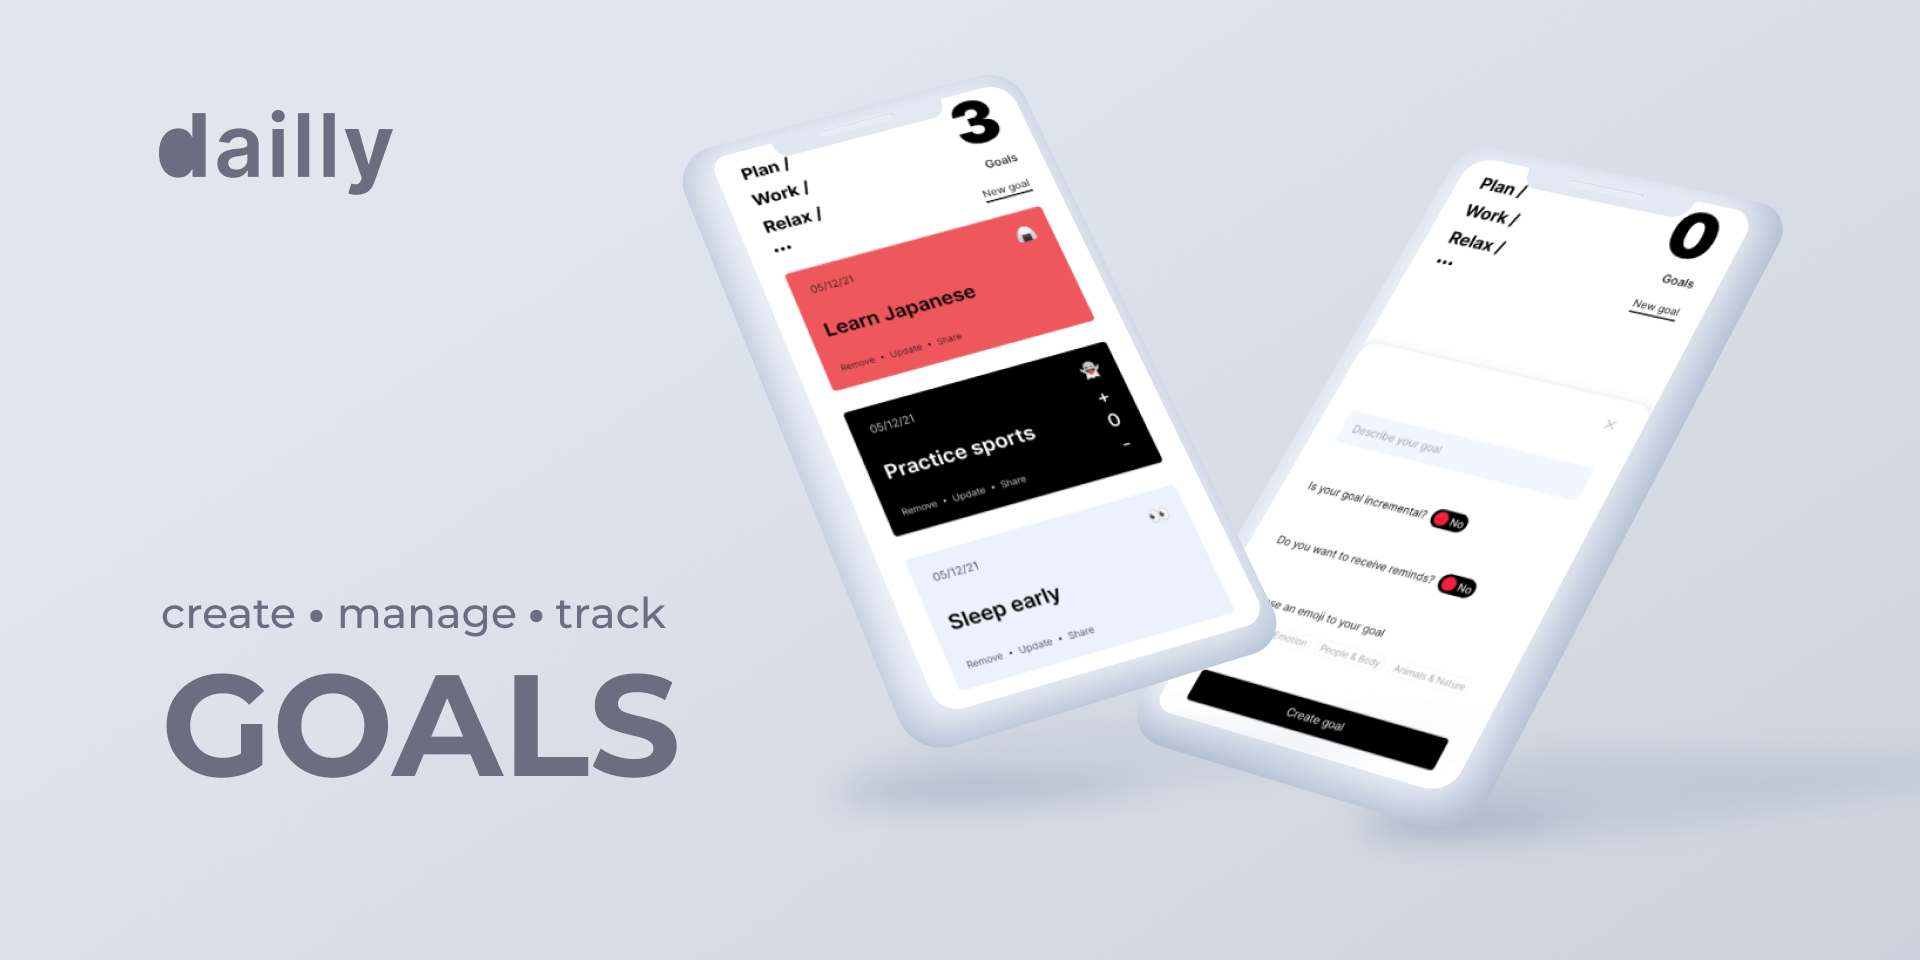 dailly
create • manage • track
GOALS
Plan /
Work /
Relax /
...
3
Goals
New goal
05/12/21
Learn Japanese
Remove • Update • Share
05/12/21
Practice sports
+
0
-
Remove • Update • Share
05/12/21
Sleep early
Remove • Update • Share
Plan /
Work /
Relax /
...
0
Goals
New goal
Describe your goal
Is your goal incremental? No
Do you want to receive reminds? No
an emoji to your goal
Emotion People & Body Animals & Nature
Create goal